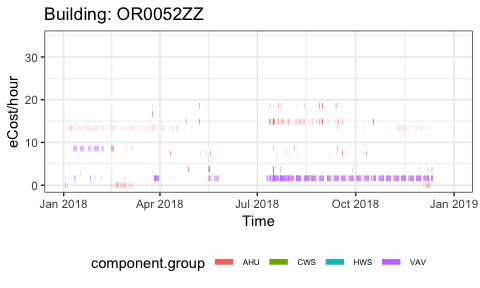 Building: OR0052ZZ
eCost/hour
30
20
10
0
Jan 2018 Apr 2018 Jul 2018 Oct 2018 Jan 2019
Time
component.group AHU CWS HWS VAV